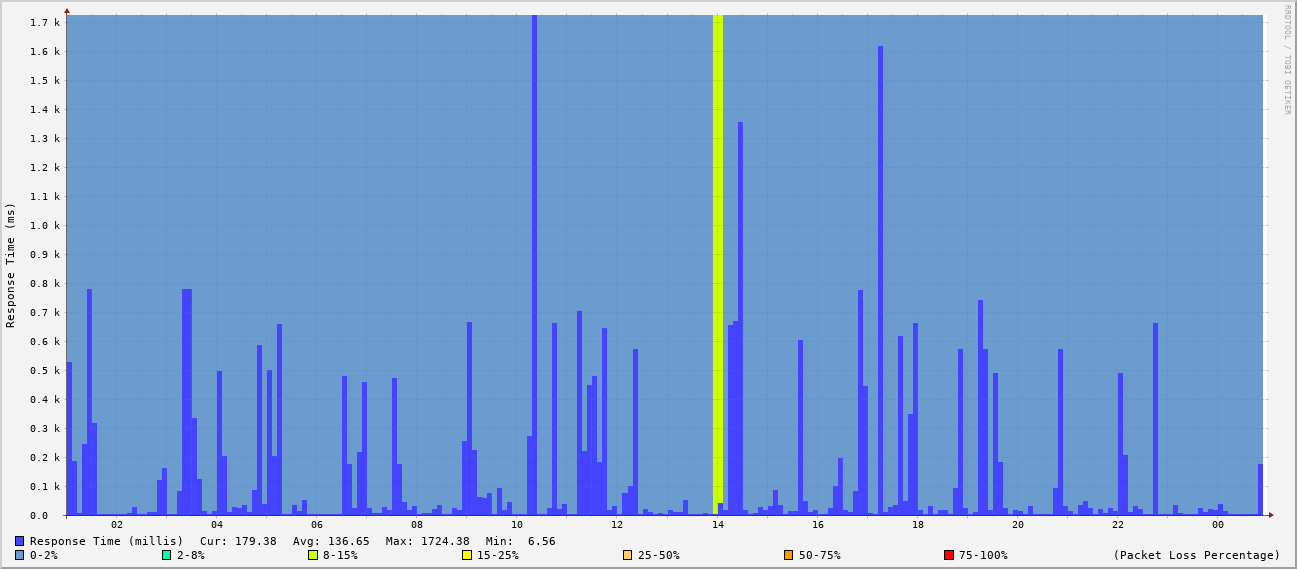 RRDTOOL / TOBI OETIKER
Response Time (ms)
1.7 k
1.6 k
1.5 k
1.4 k
1.3 k
1.2 k
1.1 k
1.0 k
0.9 k
0.8 k
0.7 k
0.6 k
0.5 k
0.4 k
0.3 k
0.2 k
0.1 k
0.0
02 04 06 08 10 12 14 16 18 20 22 00
Response Time (millis) Cur: 179.38 Avg: 136.65 Max: 1724.38 Min: 6.56
0-2% 2-8% 8-15% 15-25% 25-50% 50-75% 75-100% (Packet Loss Percentage)